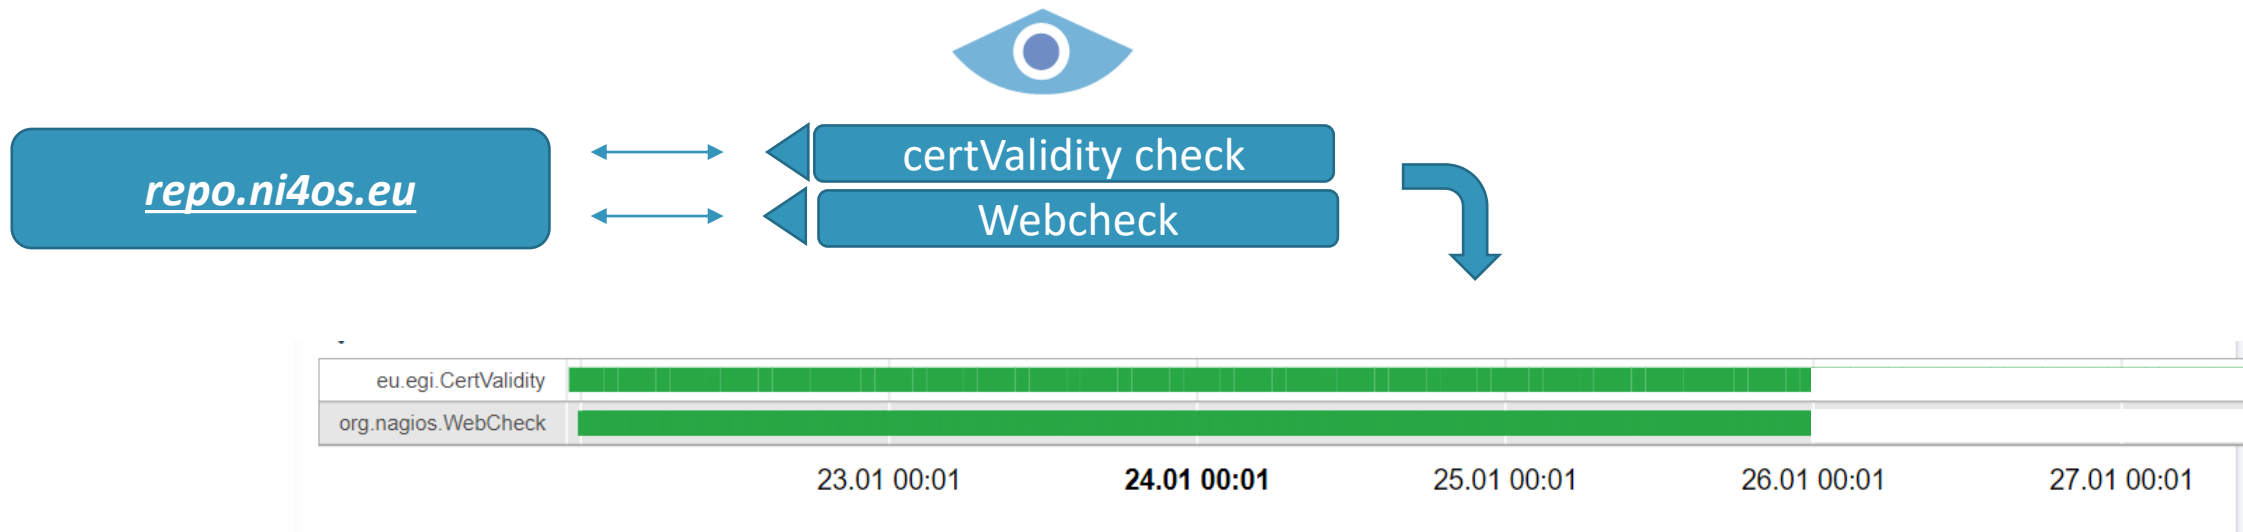 certValidity check
repo.ni4os.eu
Webcheck
eu.egi.CertValidity
org.nagios.WebCheck
23.01 00:01 24.01 00:01 25.01 00:01 26.01 00:01 27.01 00:01